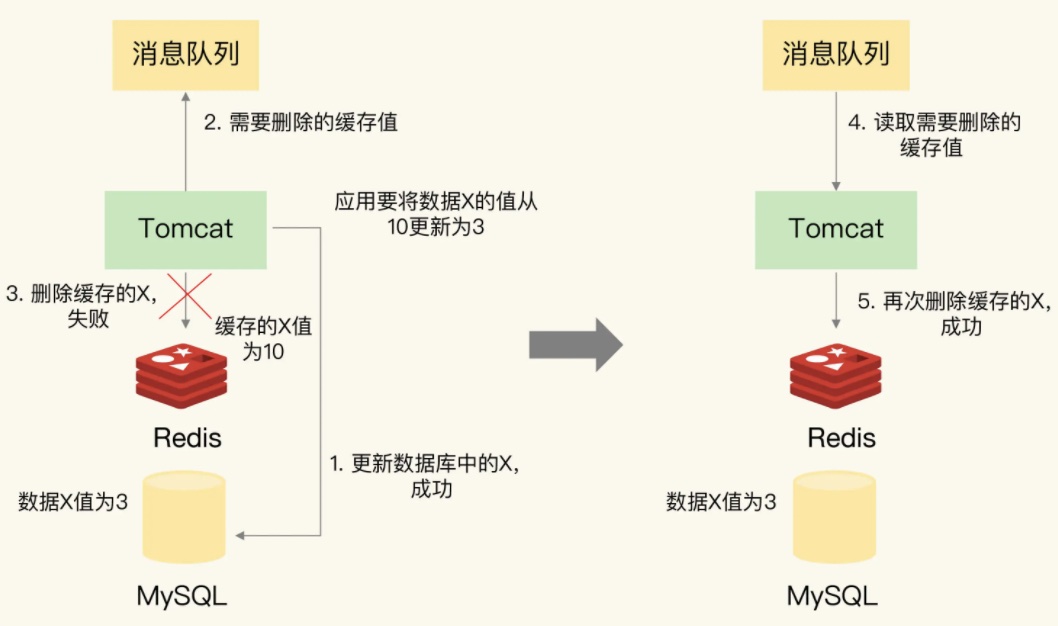 消息队列
2. 需要删除的缓存值
Tomcat
应用要将数据X的值从
10更新为3
3. 删除缓存的X,
失败
缓存的X值
为10
Redis
1. 更新数据库中的X,
成功
数据X值为3
MySQL
消息队列
4. 读取需要删除的
缓存值
Tomcat
5. 再次删除缓存的X,
成功
Redis
数据X值为3
MySQL